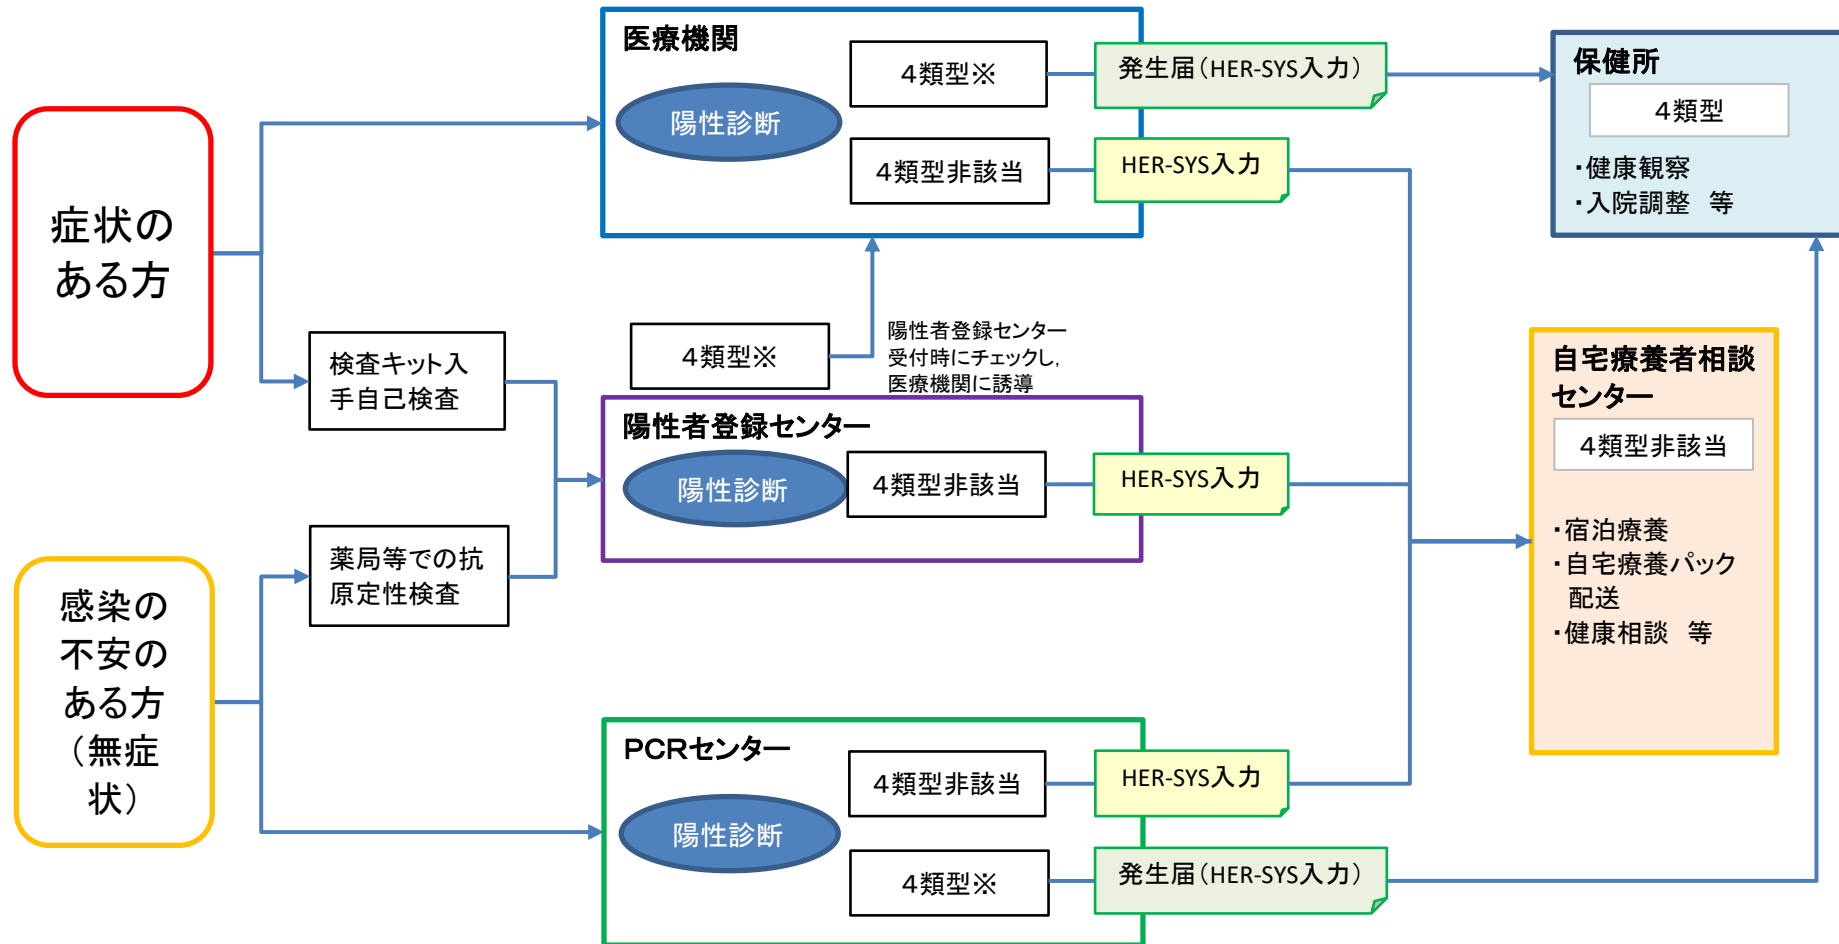 症状の
ある方
感染の
不安の
ある方
（無症
状）
検査キット入
手自己検査
薬局等での抗
原定性検査
医療機関
陽性診断
４類型※
発生届（HER-SYS入力）
４類型非該当
HER-SYS入力
４類型※
陽性者登録センター
受付時にチェックし，
医療機関に誘導
陽性者登録センター
陽性診断
４類型非該当
HER-SYS入力
ＰＣＲセンター
陽性診断
４類型非該当
HER-SYS入力
４類型※
発生届（HER-SYS入力）
保健所
４類型
・健康観察
・入院調整　等
自宅療養者相談
センター
４類型非該当
・宿泊療養
・自宅療養パック
配送
・健康相談　等